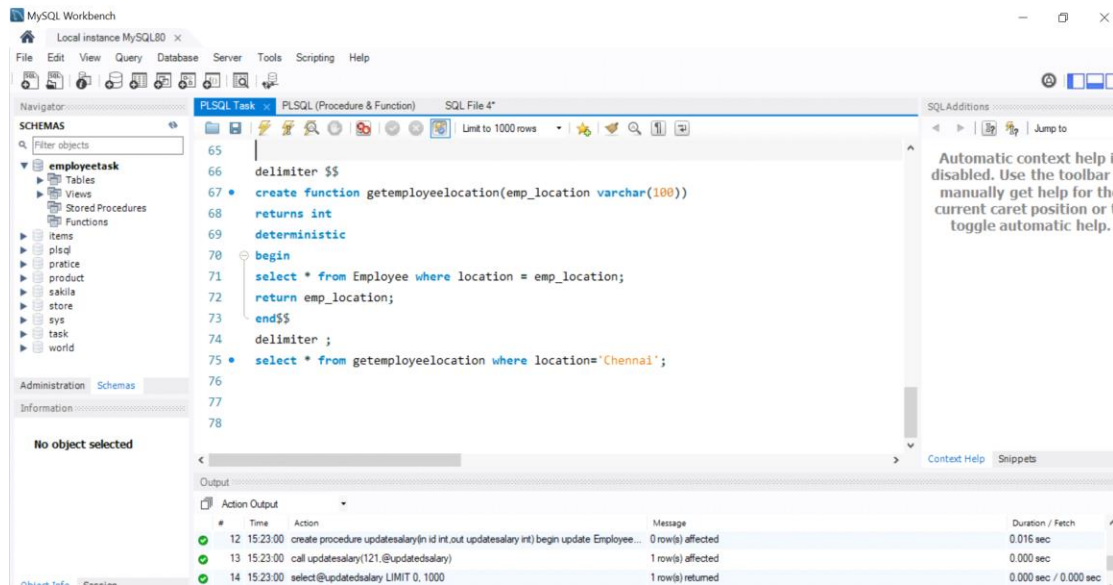 MySQL Workbench
Local instance MySQL80
File Edit View Query Database Server Tools Scripting Help
Navigator
SCHEMAS
Filter objects
employeetask
Tables
Views
Stored Procedures
Functions
items
plsql
pratice
product
sakila
store
sys
task
world
Administration Schemas
Information
No object selected
Object Info Session
PLSQL Task PLSQL (Procedure & Function) SQL File 4*
Limit to 1000 rows
65
66 delimiter $$
67 create function getemployeelocation(emp_location varchar(100))
68 returns int
69 deterministic
70 begin
71 select * from Employee where location = emp_location;
72 return emp_location;
73 end$$
74 delimiter ;
75 select * from getemployeelocation where location='Chennai';
76
77
78
Output
Action Output
# Time Action Message Duration / Fetch
12 15:23:00 create procedure updatesalary(in id int,out updatesalary int) begin update Employee... 0 row(s) affected 0.016 sec
13 15:23:00 call updatesalary(121,@updatedsalary) 1 row(s) affected 0.000 sec
14 15:23:00 select@updatedsalary LIMIT 0, 1000 1 row(s) returned 0.000 sec / 0.000 sec
SQLAdditions
Jump to
Automatic context help i
disabled. Use the toolbar
manually get help for the
current caret position or t
toggle automatic help.
Context Help Snippets